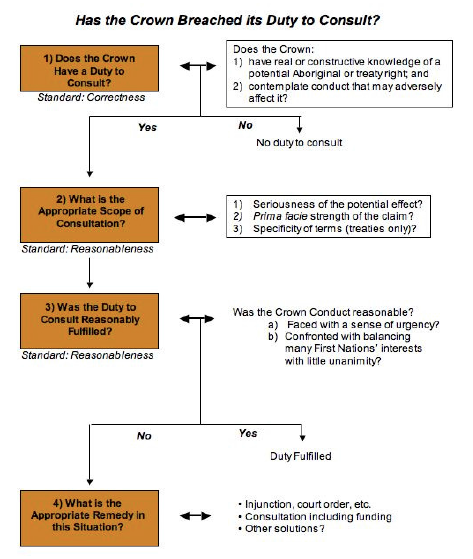 Has the Crown Breached its Duty to Consult?
1) Does the Crown
Have a Duty to
Consult?
Standard: Correctness
Does the Crown:
1) have real or constructive knowledge of a
potential Aboriginal or treaty right; and
2) contemplate conduct that may adversely
affect it?
Yes
No
No duty to consult
2) What is the
Appropriate Scope of
Consultation?
Standard: Reasonableness
1) Seriousness of the potential effect?
2) Prima facie strength of the claim?
3) Specificity of terms (treaties only)?
3) Was the Duty to
Consult Reasonably
Fulfilled?
Standard: Reasonableness
Was the Crown Conduct reasonable?
a) Faced with a sense of urgency?
b) Confronted with balancing
many First Nations' interests
with little unanimity?
No
Yes
Duty Fulfilled
4) What is the
Appropriate Remedy in
this Situation?
• Injunction, court order, etc.
• Consultation including funding
• Other solutions?